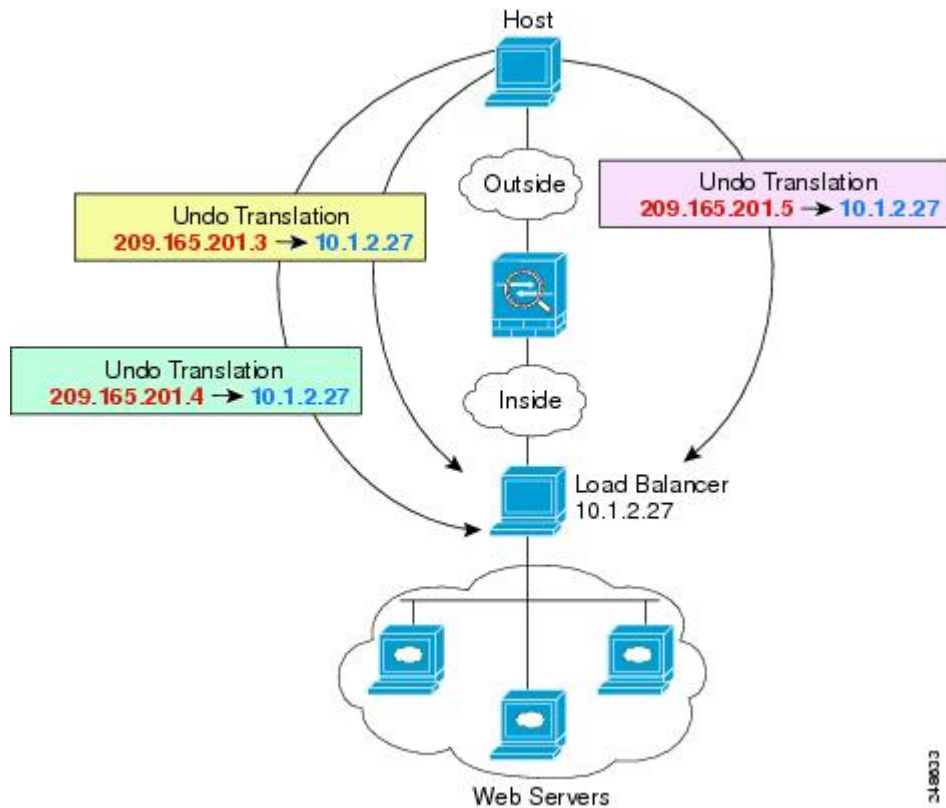 Host
Outside
Undo Translation
209.165.201.3 → 10.1.2.27
Undo Translation
209.165.201.5 → 10.1.2.27
Undo Translation
209.165.201.4 → 10.1.2.27
Inside
Load Balancer
10.1.2.27
Web Servers
248633